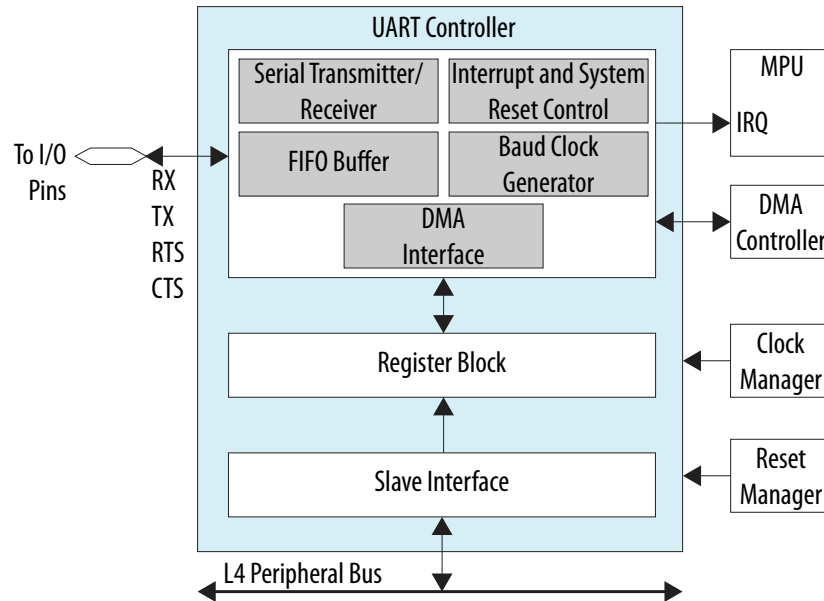 UART Controller
Serial Transmitter/
Receiver
Interrupt and System
Reset Control
FIFO Buffer
Baud Clock
Generator
DMA
Interface
To I/O
Pins
RX
TX
RTS
CTS
MPU
IRQ
DMA
Controller
Register Block
Clock
Manager
Slave Interface
Reset
Manager
L4 Peripheral Bus